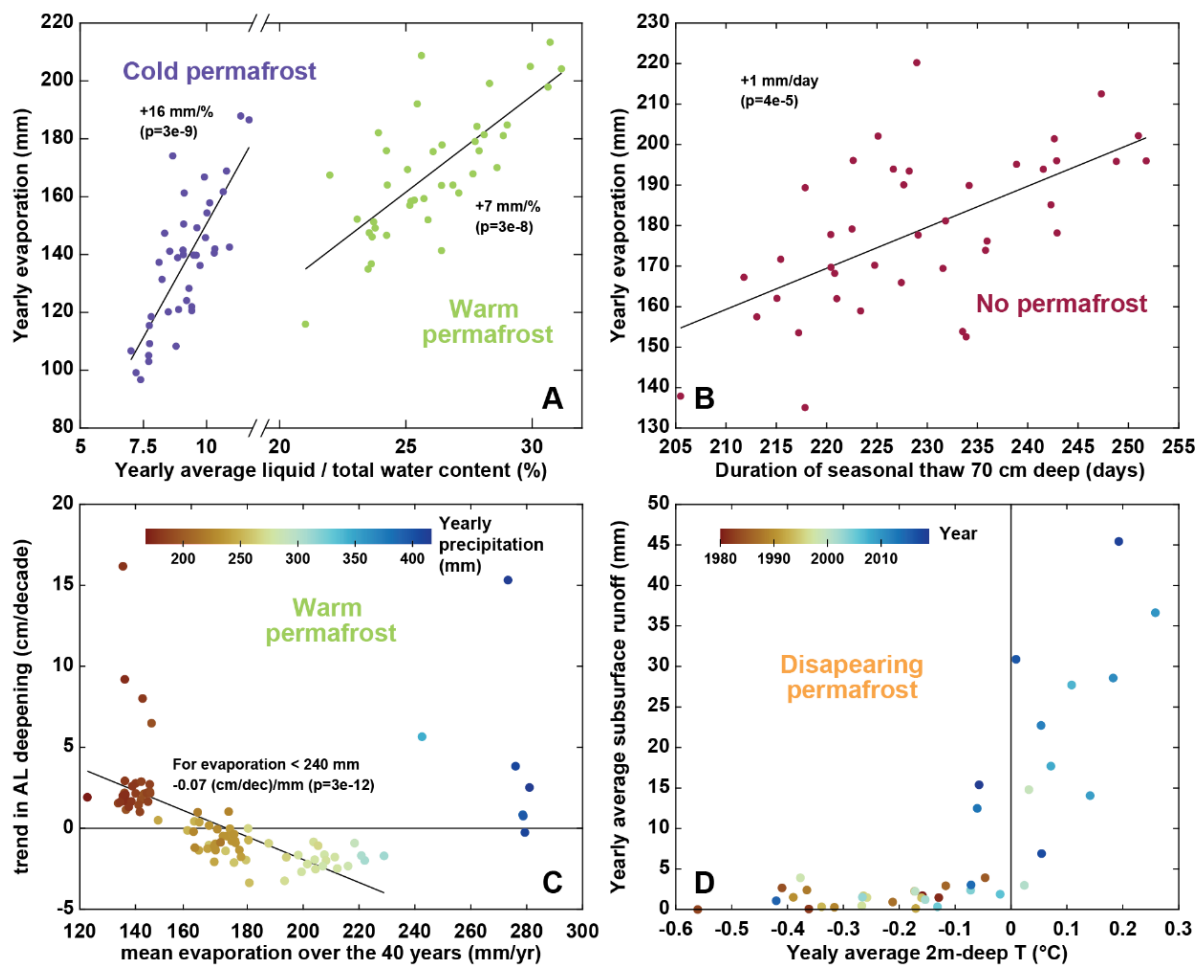 220
200
180
160
140
120
100
80
Yearly evaporation (mm)
Cold permafrost
+16 mm/%
(p=3e-9)
+7 mm/%
(p=3e-8)
Warm
permafrost
A
5
7.5
10
20
25
30
Yearly average liquid / total water content (%)
230
220
210
200
190
180
170
160
150
140
130
Yearly evaporation (mm)
+1 mm/day
(p=4e-5)
No permafrost
B
205
210
215
220
225
230
235
240
245
250
255
Duration of seasonal thaw 70 cm deep (days)
20
15
10
5
0
-5
trend in AL deepening (cm/decade)
Yearly
precipitation
(mm)
200
250
300
350
400
Warm
permafrost
For evaporation < 240 mm
-0.07 (cm/dec)/mm (p=3e-12)
C
120
140
160
180
200
220
240
260
280
300
mean evaporation over the 40 years (mm/yr)
50
45
40
35
30
25
20
15
10
5
0
Yearly average subsurface runoff (mm)
Year
1980
1990
2000
2010
Disapearing
permafrost
D
-0.6
-0.5
-0.4
-0.3
-0.2
-0.1
0
0.1
0.2
0.3
Yealy average 2m-deep T (°C)